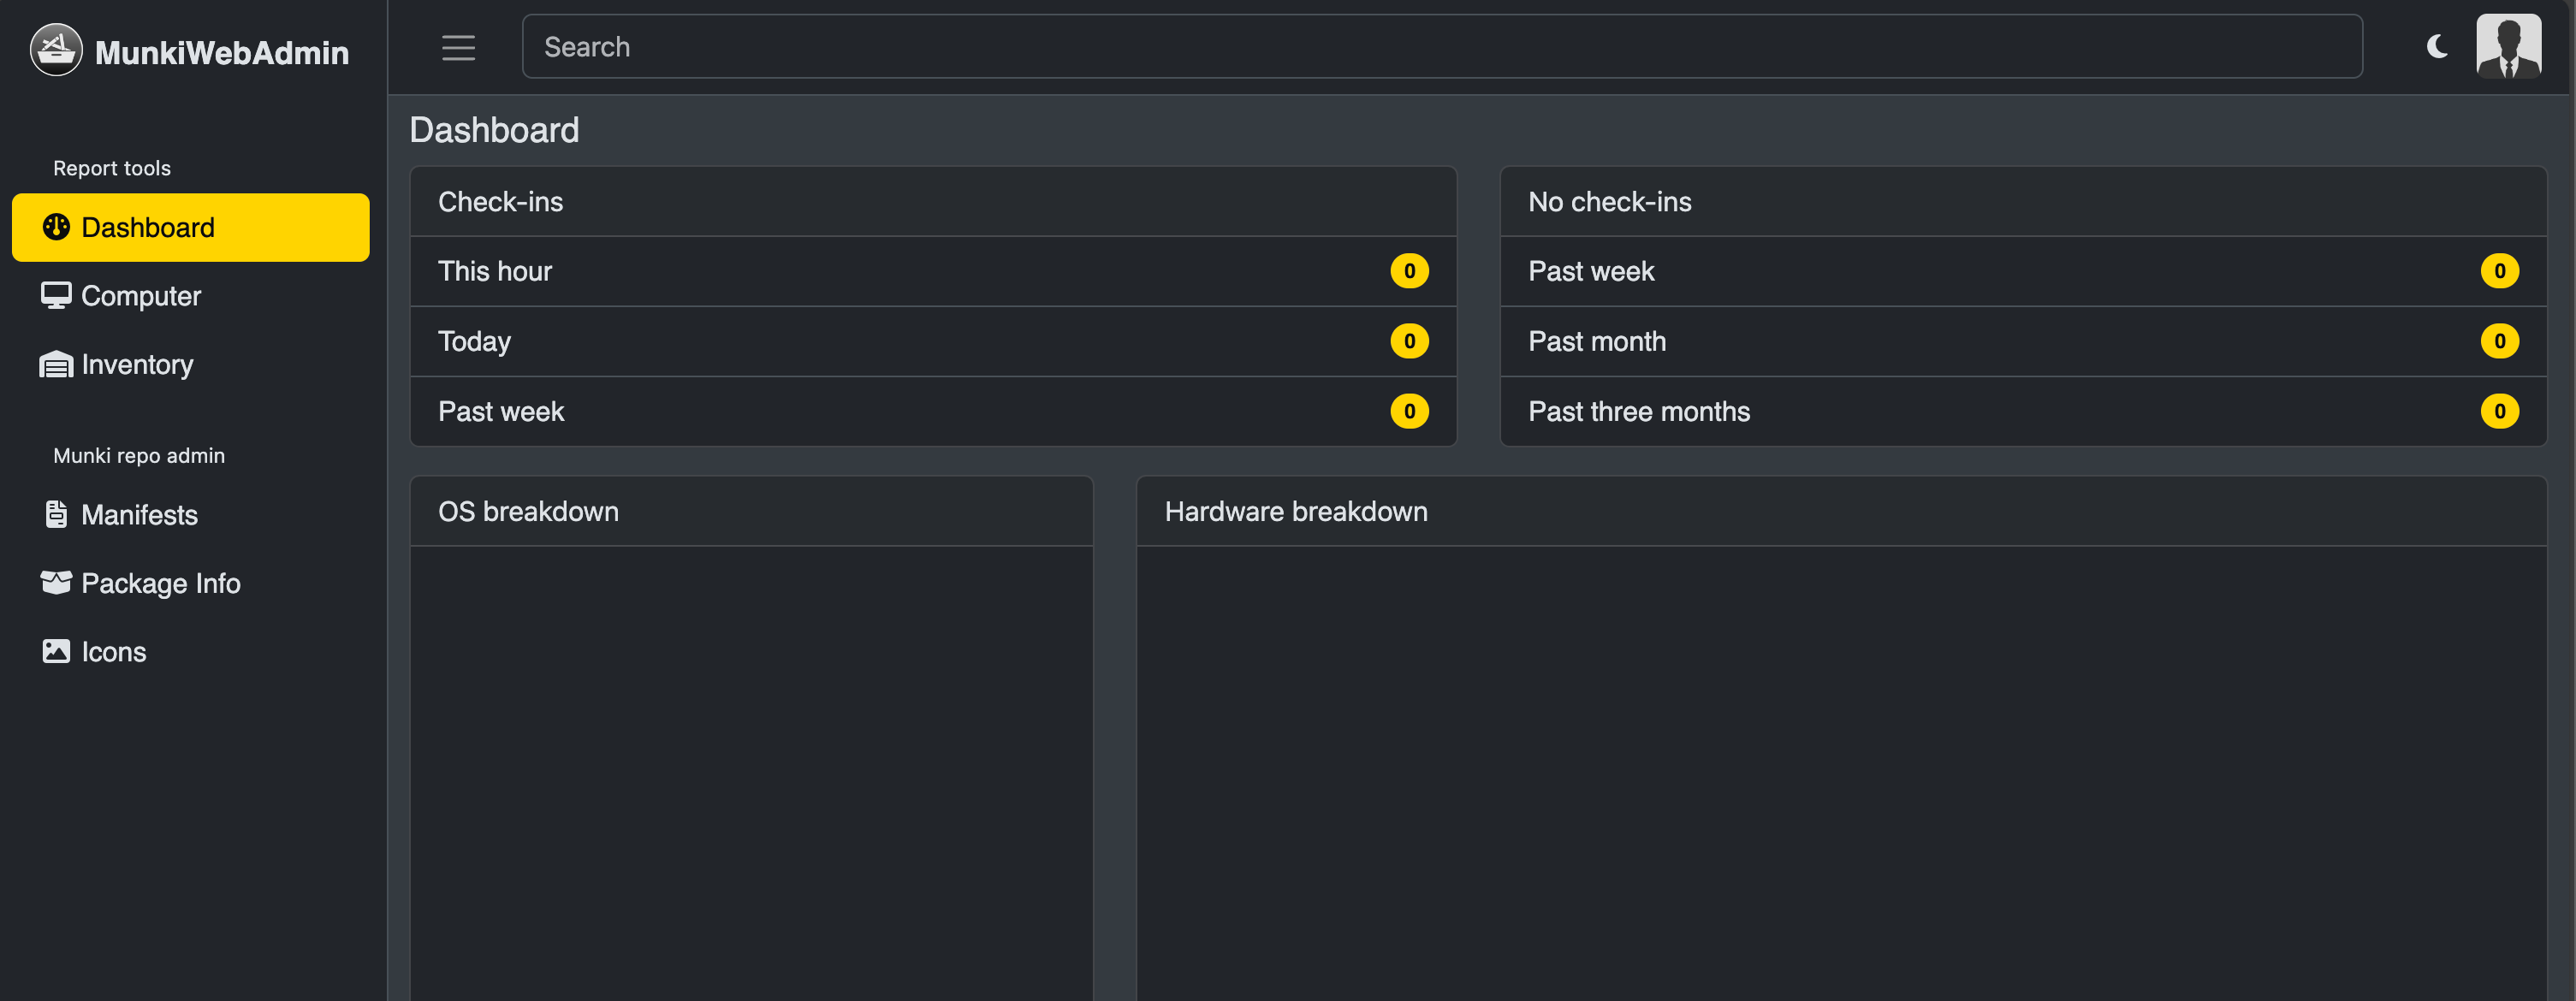 MunkiWebAdmin
Search
Report tools
Dashboard
Computer
Inventory
Munki repo admin
Manifests
Package Info
Icons
Dashboard
Check-ins
This hour 0
Today 0
Past week 0
No check-ins
Past week 0
Past month 0
Past three months 0
OS breakdown
Hardware breakdown